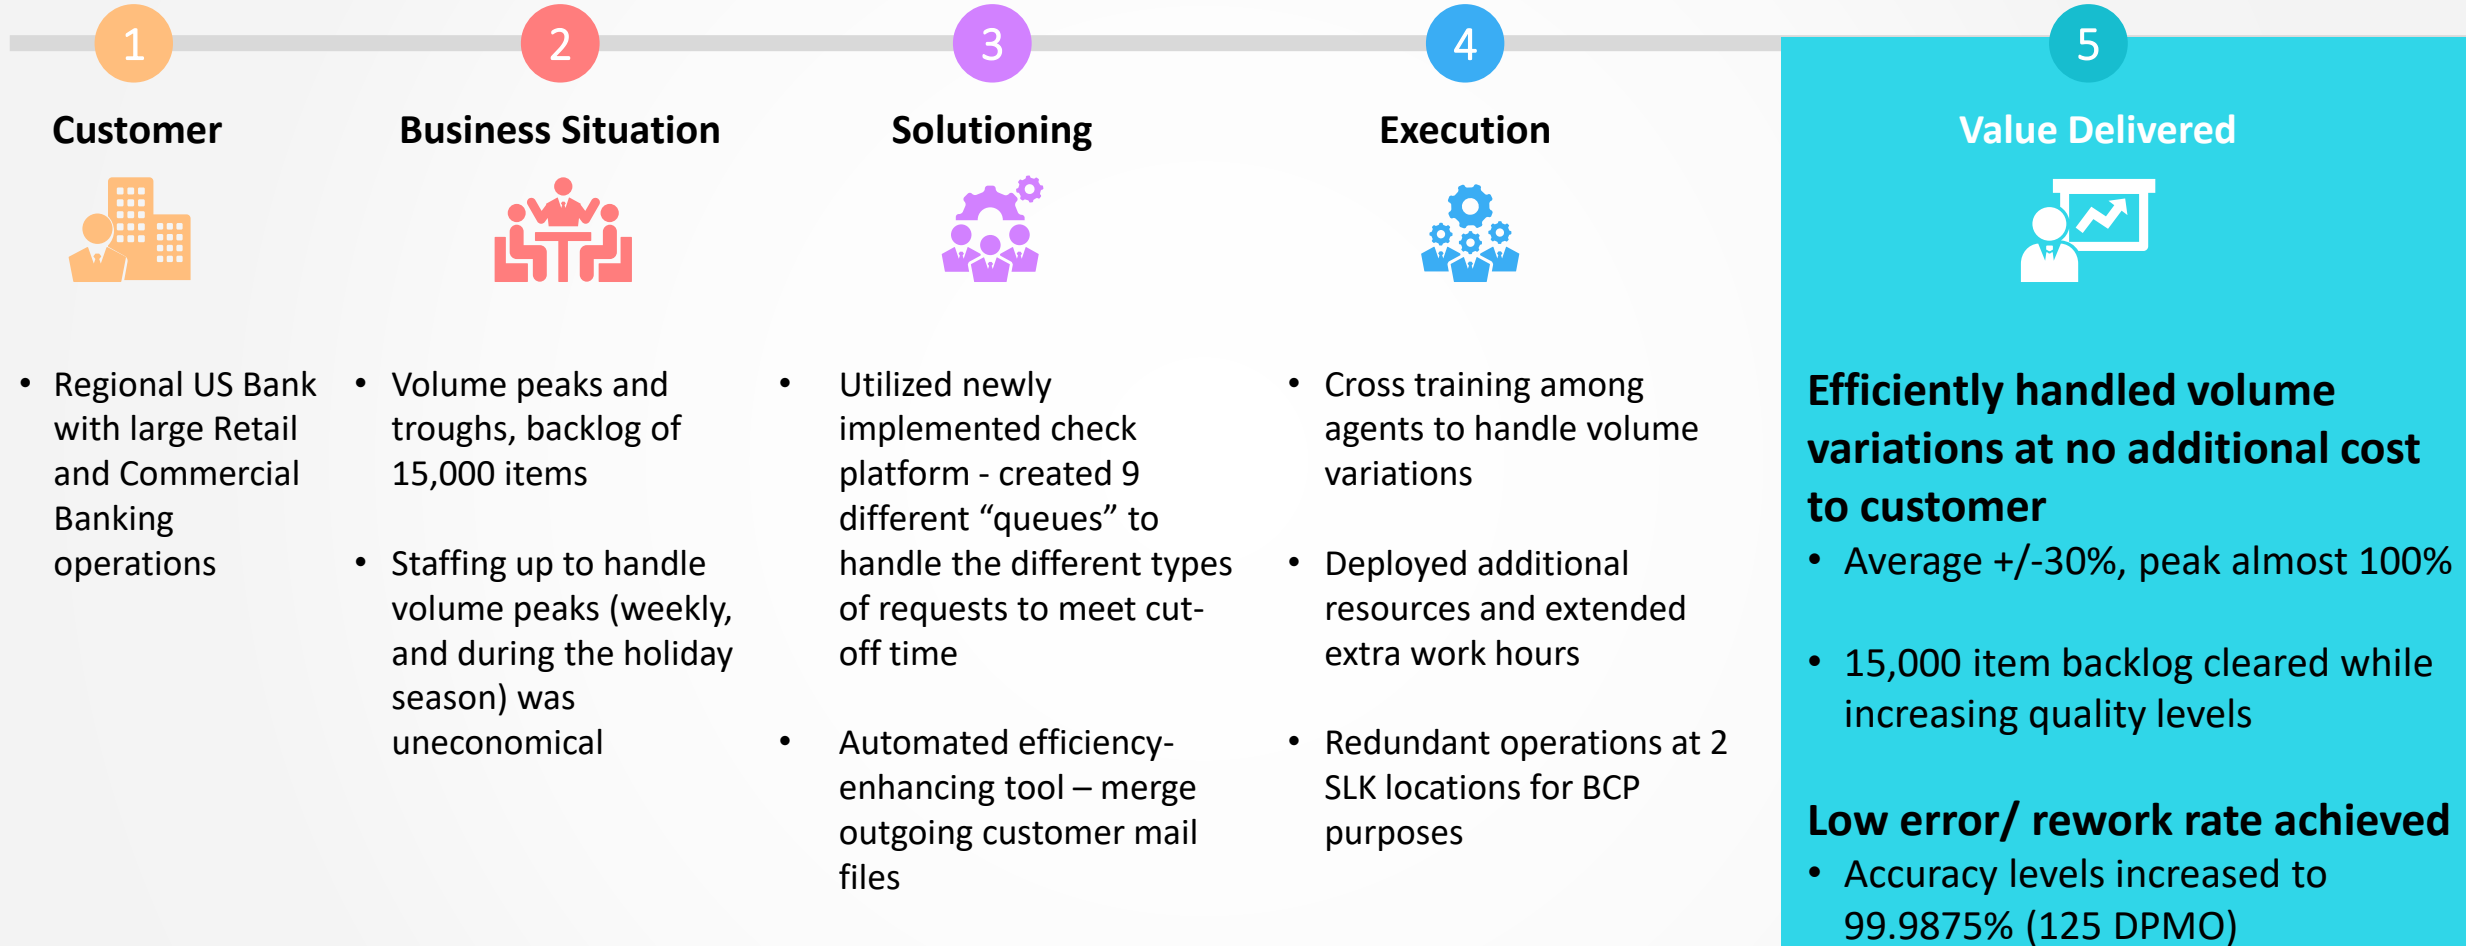 1
Customer
• Regional US Bank
with large Retail
and Commercial
Banking
operations
2
Business Situation
• Volume peaks and
troughs, backlog of
15,000 items
• Staffing up to handle
volume peaks (weekly,
and during the holiday
season) was
uneconomical
3
Solutioning
• Utilized newly
implemented check
platform - created 9
different “queues” to
handle the different types
of requests to meet cut-
off time
• Automated efficiency-
enhancing tool – merge
outgoing customer mail
files
4
Execution
• Cross training among
agents to handle volume
variations
• Deployed additional
resources and extended
extra work hours
• Redundant operations at 2
SLK locations for BCP
purposes
5
Value Delivered
Efficiently handled volume
variations at no additional cost
to customer
• Average +/-30%, peak almost 100%
• 15,000 item backlog cleared while
increasing quality levels
Low error/ rework rate achieved
• Accuracy levels increased to
99.9875% (125 DPMO)